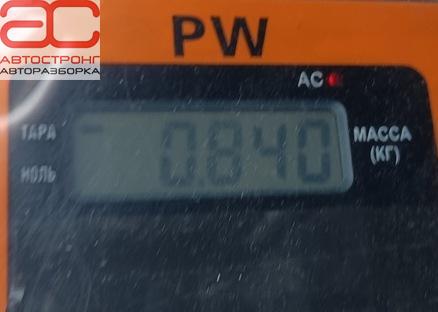 ас
АВТОСТРОНГ
АВТОРАЗБОРКА
PW
AC
ТАРА
0.840
МАССА
(КГ)
НОЛЬ